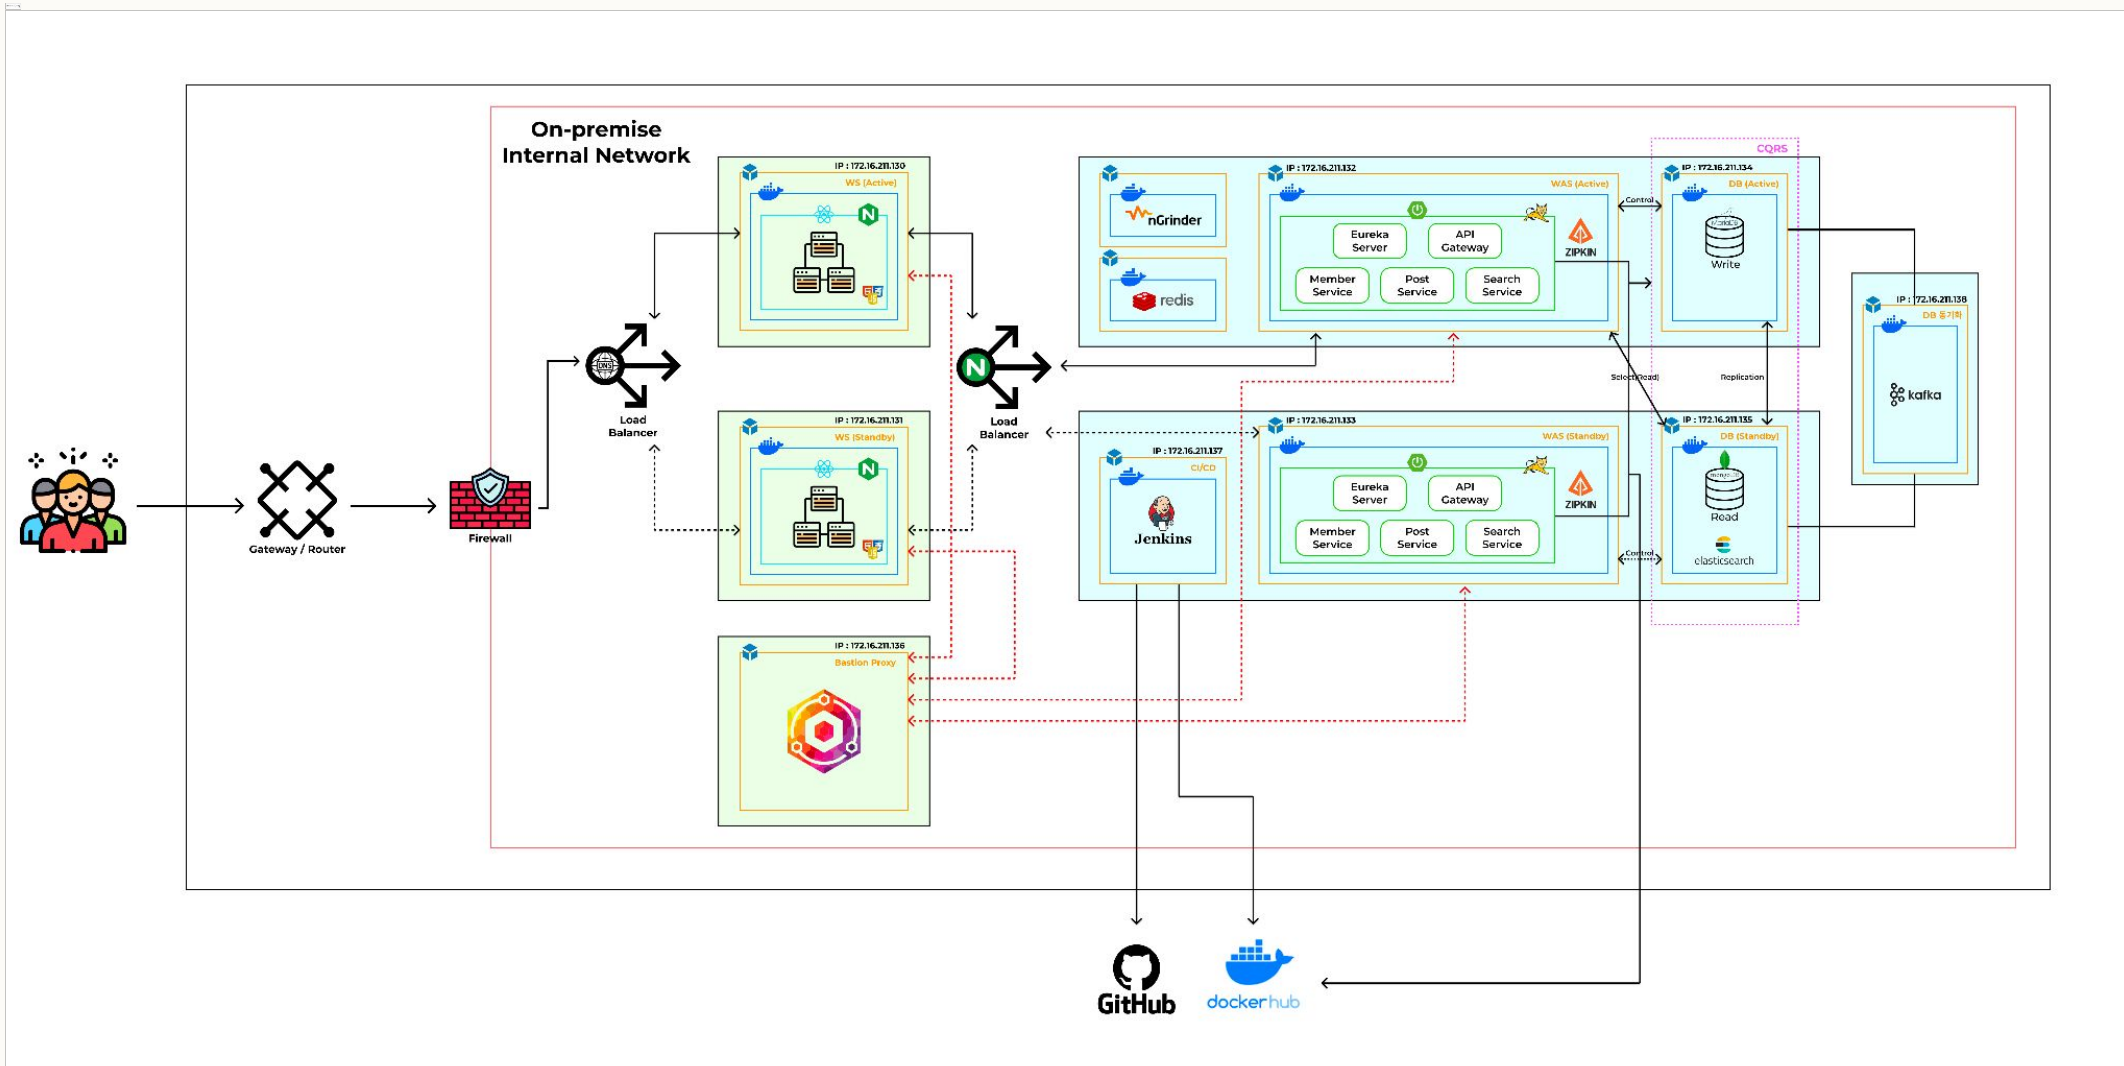 On-premise
Internal Network
IP : 172.16.211.130
WS (Active)
Load
Balancer
DNS
IP : 172.16.211.131
WS (Standby)
Load
Balancer
Gateway / Router
Firewall
IP : 172.16.211.136
Bastion Proxy
nGrinder
redis
IP : 172.16.211.132
WAS (Active)
Eureka
Server
API
Gateway
Member
Service
Post
Service
Search
Service
ZIPKIN
Control
CQRS
IP : 172.16.211.134
DB (Active)
MariaDB
Write
Select(Read)
Replication
IP : 172.16.211.138
DB 동기화
kafka
IP : 172.16.211.137
CI/CD
Jenkins
IP : 172.16.211.133
WAS (Standby)
Eureka
Server
API
Gateway
Member
Service
Post
Service
Search
Service
ZIPKIN
Control
IP : 172.16.211.135
DB (Standby)
mongoDB
Read
elasticsearch
GitHub
dockerhub